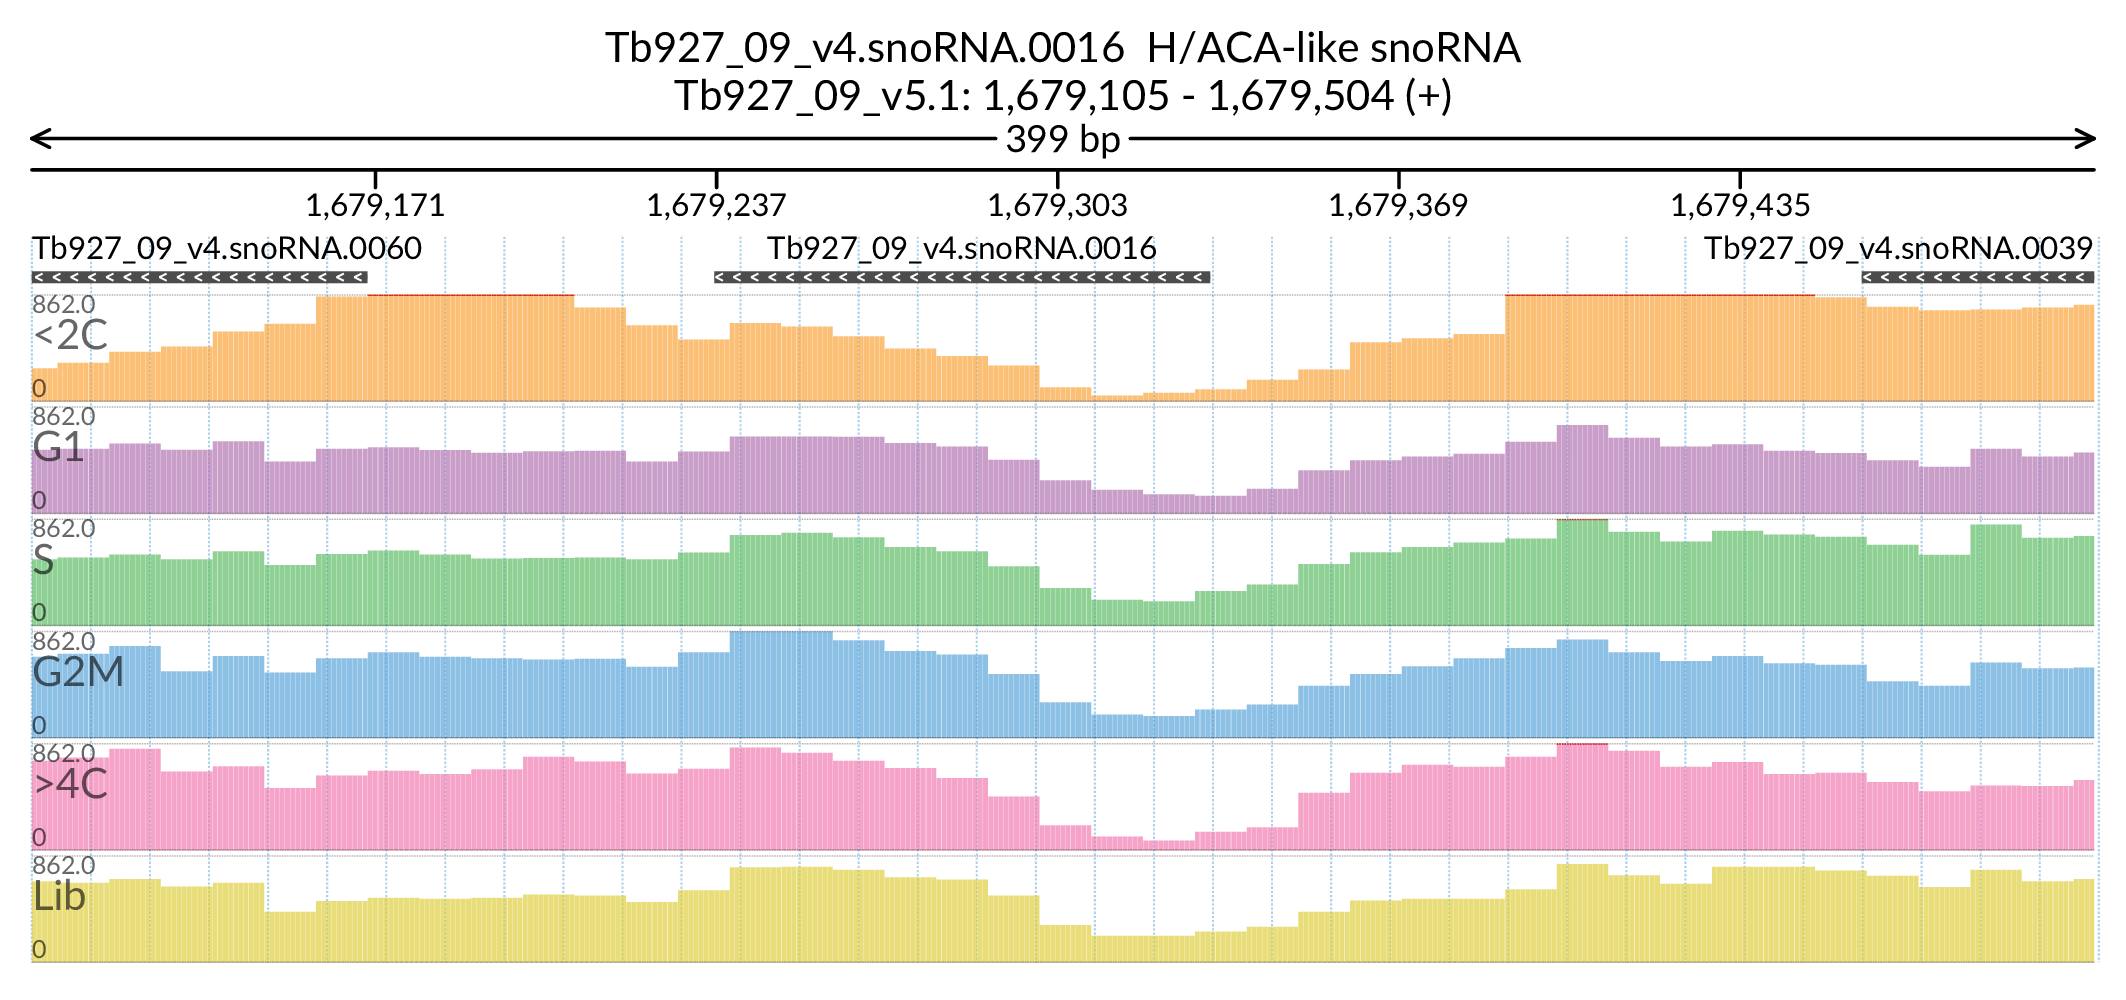 Tb927_09_v4.snoRNA.0016 H/ACA-like snoRNA
Tb927_09_v5.1: 1,679,105 - 1,679,504 (+)
399 bp
1,679,171 1,679,237 1,679,303 1,679,369 1,679,435
Tb927_09_v4.snoRNA.0060 Tb927_09_v4.snoRNA.0016 Tb927_09_v4.snoRNA.0039
862.0
<2C
0
862.0
G1
0
862.0
S
0
862.0
G2M
0
862.0
>4C
0
862.0
Lib
0